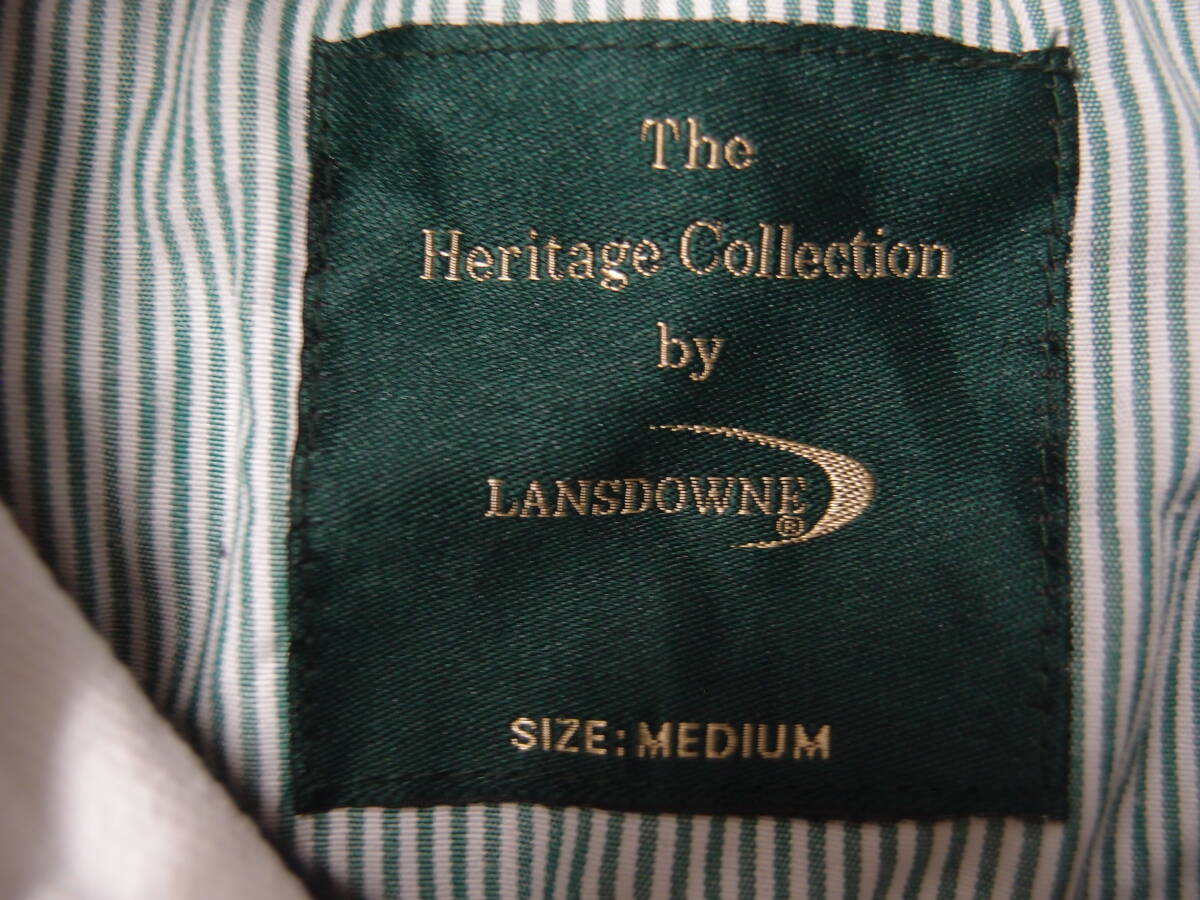 The
Heritage Collection
by
LANSDOWNE®
SIZE: MEDIUM